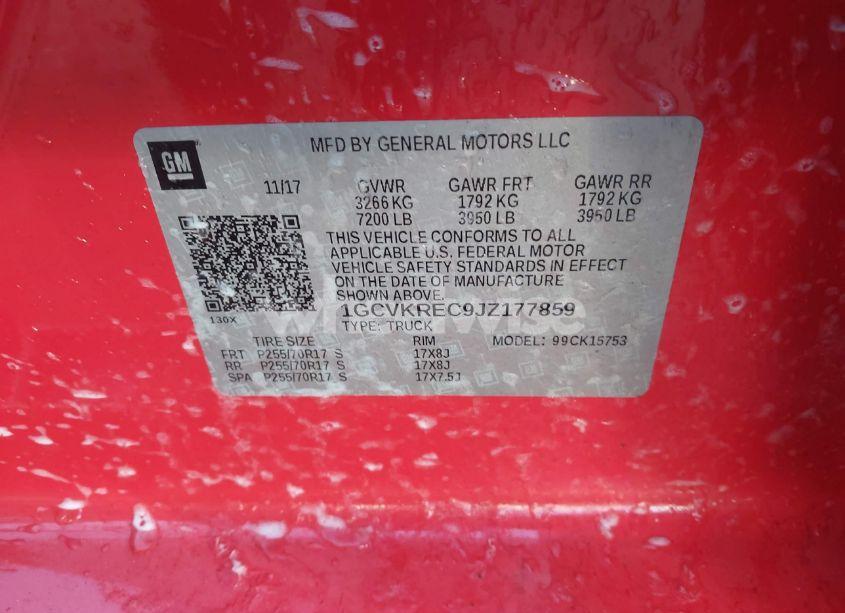 GM
MFD BY GENERAL MOTORS LLC
11/17 GVWR GAWR FRT GAWR RR
3266 KG 1792 KG 1792 KG
7200 LB 3950 LB 3950 LB
THIS VEHICLE CONFORMS TO ALL
APPLICABLE U.S. FEDERAL MOTOR
VEHICLE SAFETY STANDARDS IN EFFECT
ON THE DATE OF MANUFACTURE
SHOWN ABOVE.
130X 1GCVKREC9JZ177859
TYPE: TRUCK
TIRE SIZE RIM MODEL: 99CK15753
FRT P255/70R17 S 17X8J
RR P255/70R17 S 17X8J
SPA P255/70R17 S 17X7.5J